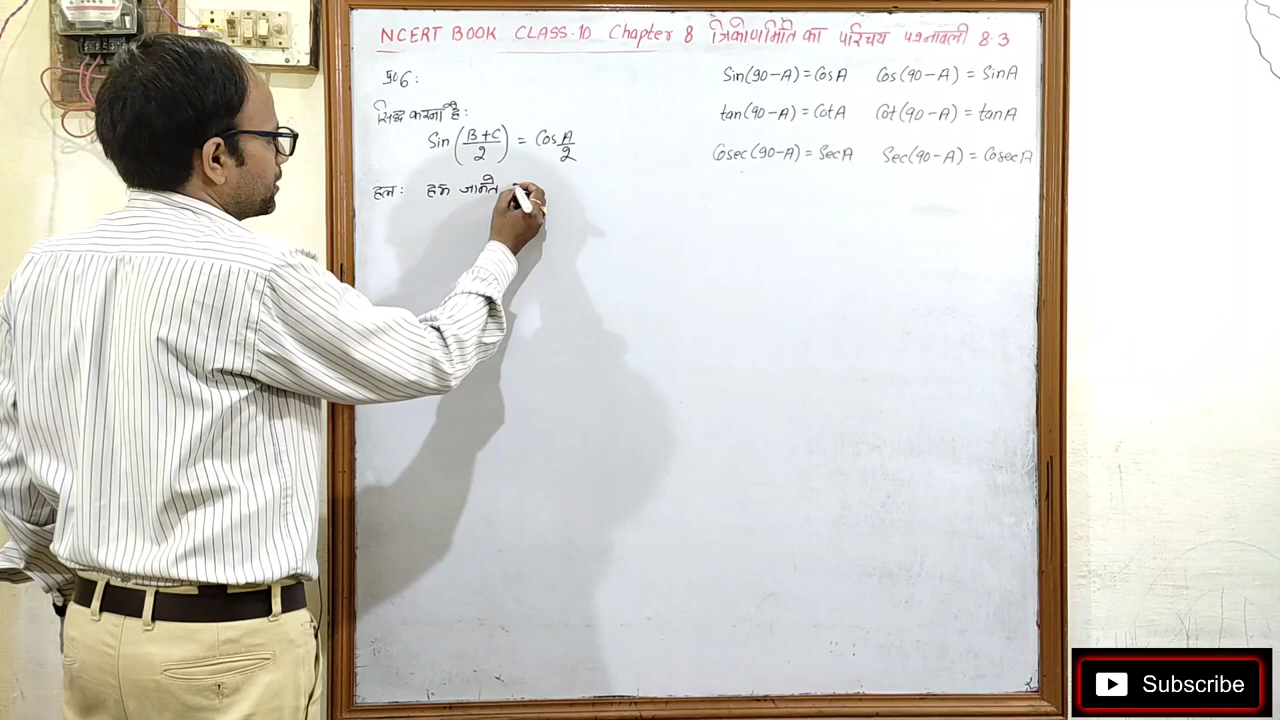 NCERT BOOK CLASS.10 Chapter 8 त्रिकोणमिति का परिचय प्रश्नावली 8.3
प्र०6:
सिद्ध करना है:
Sin(B+C/2) = Cos A/2
हल: हम जानते
Sin(90-A)=CosA Cos(90-A)=SinA
tan(90-A)=CotA Cot(90-A)=tanA
Cosec(90-A)=SecA Sec(90-A)=CosecA
Subscribe